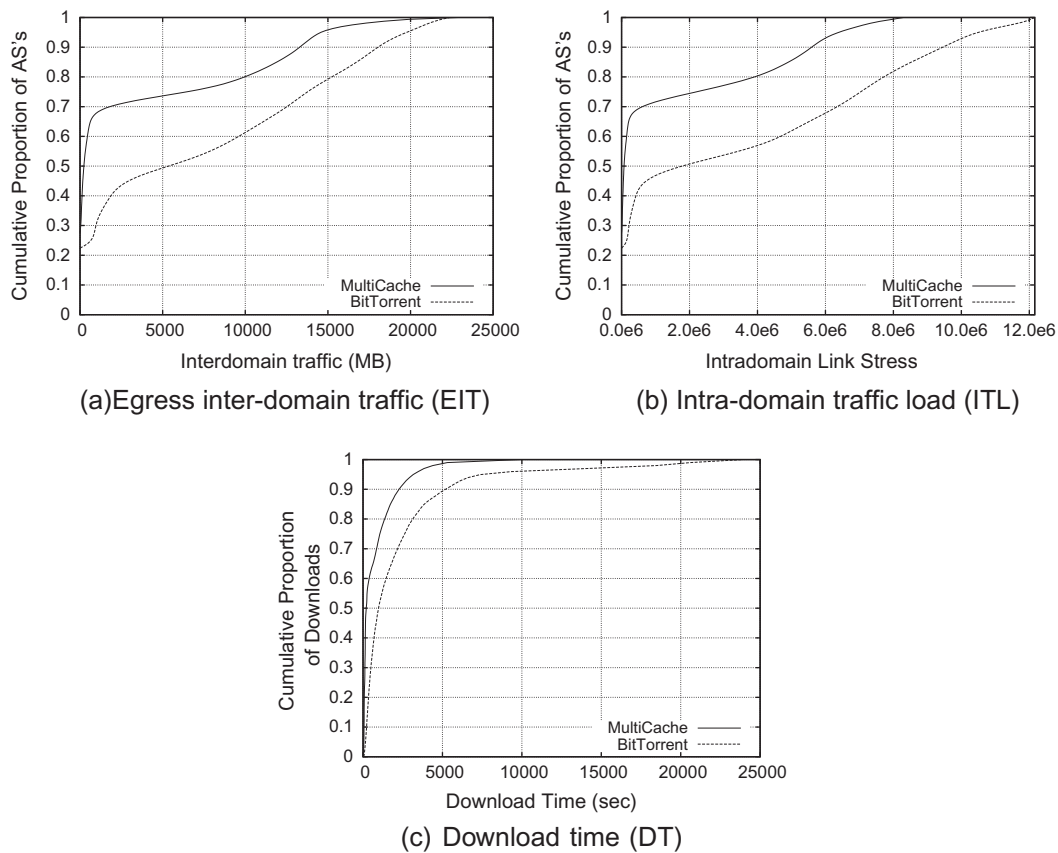 Cumulative Proportion of AS's
1
0.9
0.8
0.7
0.6
0.5
0.4
0.3
0.2
0.1
0
MultiCache
BitTorrent
0 5000 10000 15000 20000 25000
Interdomain traffic (MB)
(a)Egress inter-domain traffic (EIT)
Cumulative Proportion of AS's
1
0.9
0.8
0.7
0.6
0.5
0.4
0.3
0.2
0.1
0
MultiCache
BitTorrent
0.0e6 2.0e6 4.0e6 6.0e6 8.0e6 10.0e6 12.0e6
Intradomain Link Stress
(b) Intra-domain traffic load (ITL)
Cumulative Proportion
of Downloads
1
0.9
0.8
0.7
0.6
0.5
0.4
0.3
0.2
0.1
0
MultiCache
BitTorrent
0 5000 10000 15000 20000 25000
Download Time (sec)
(c) Download time (DT)